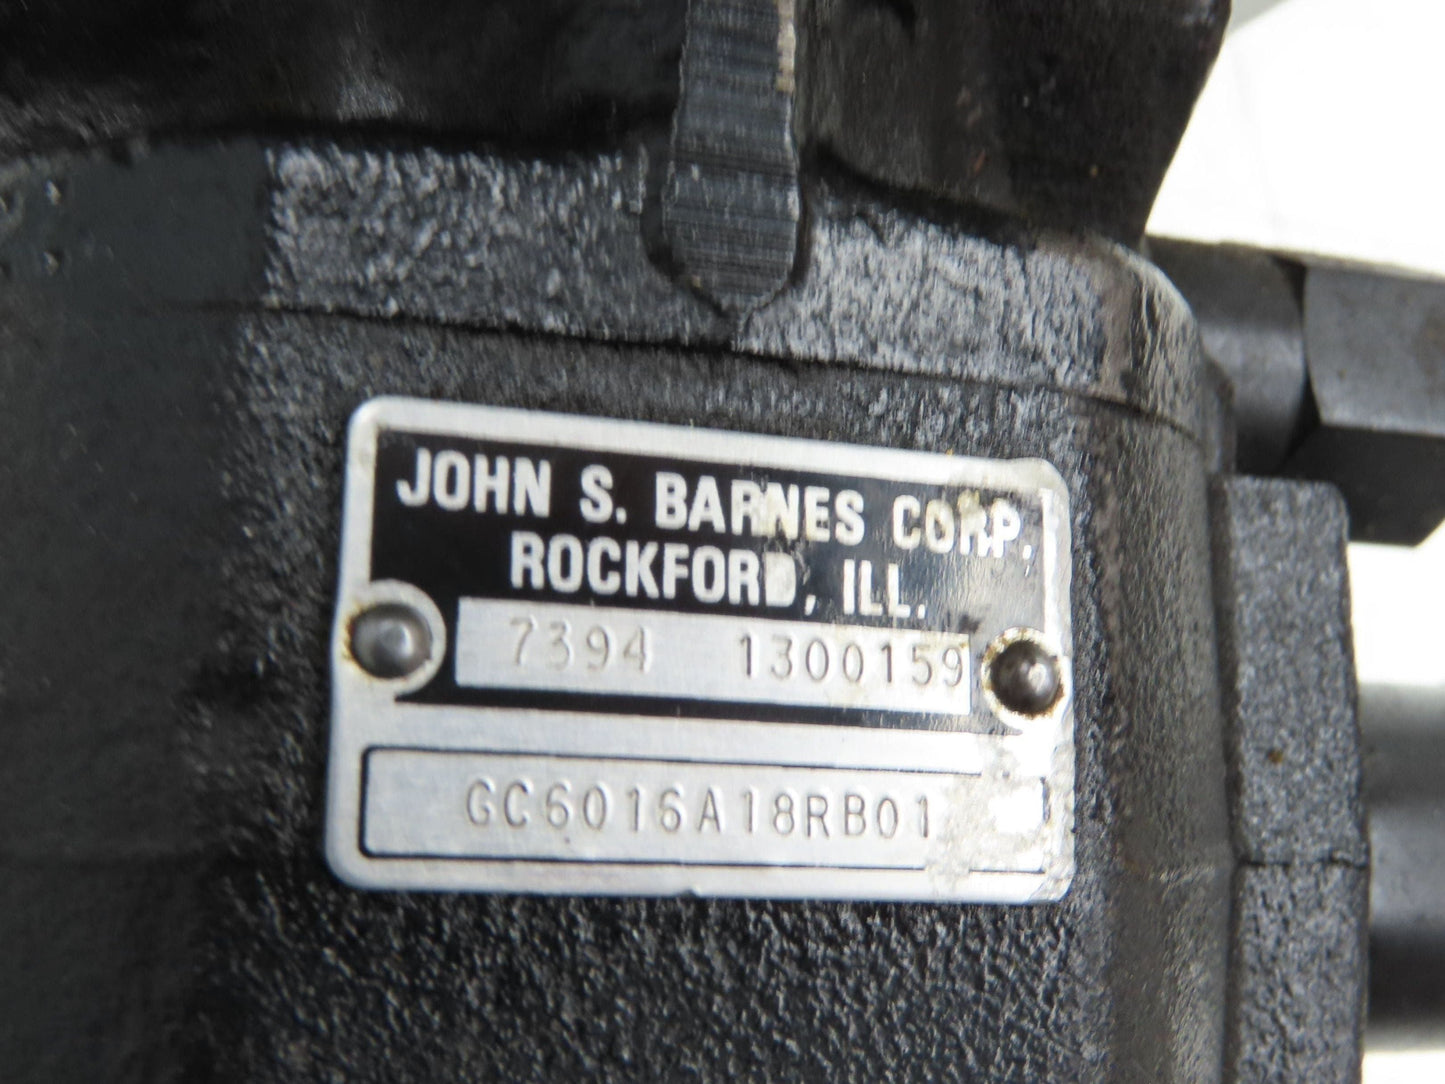 JOHN S. BARNES CORP.
ROCKFORD, ILL.
7394 1300159
GC6016A18RB01